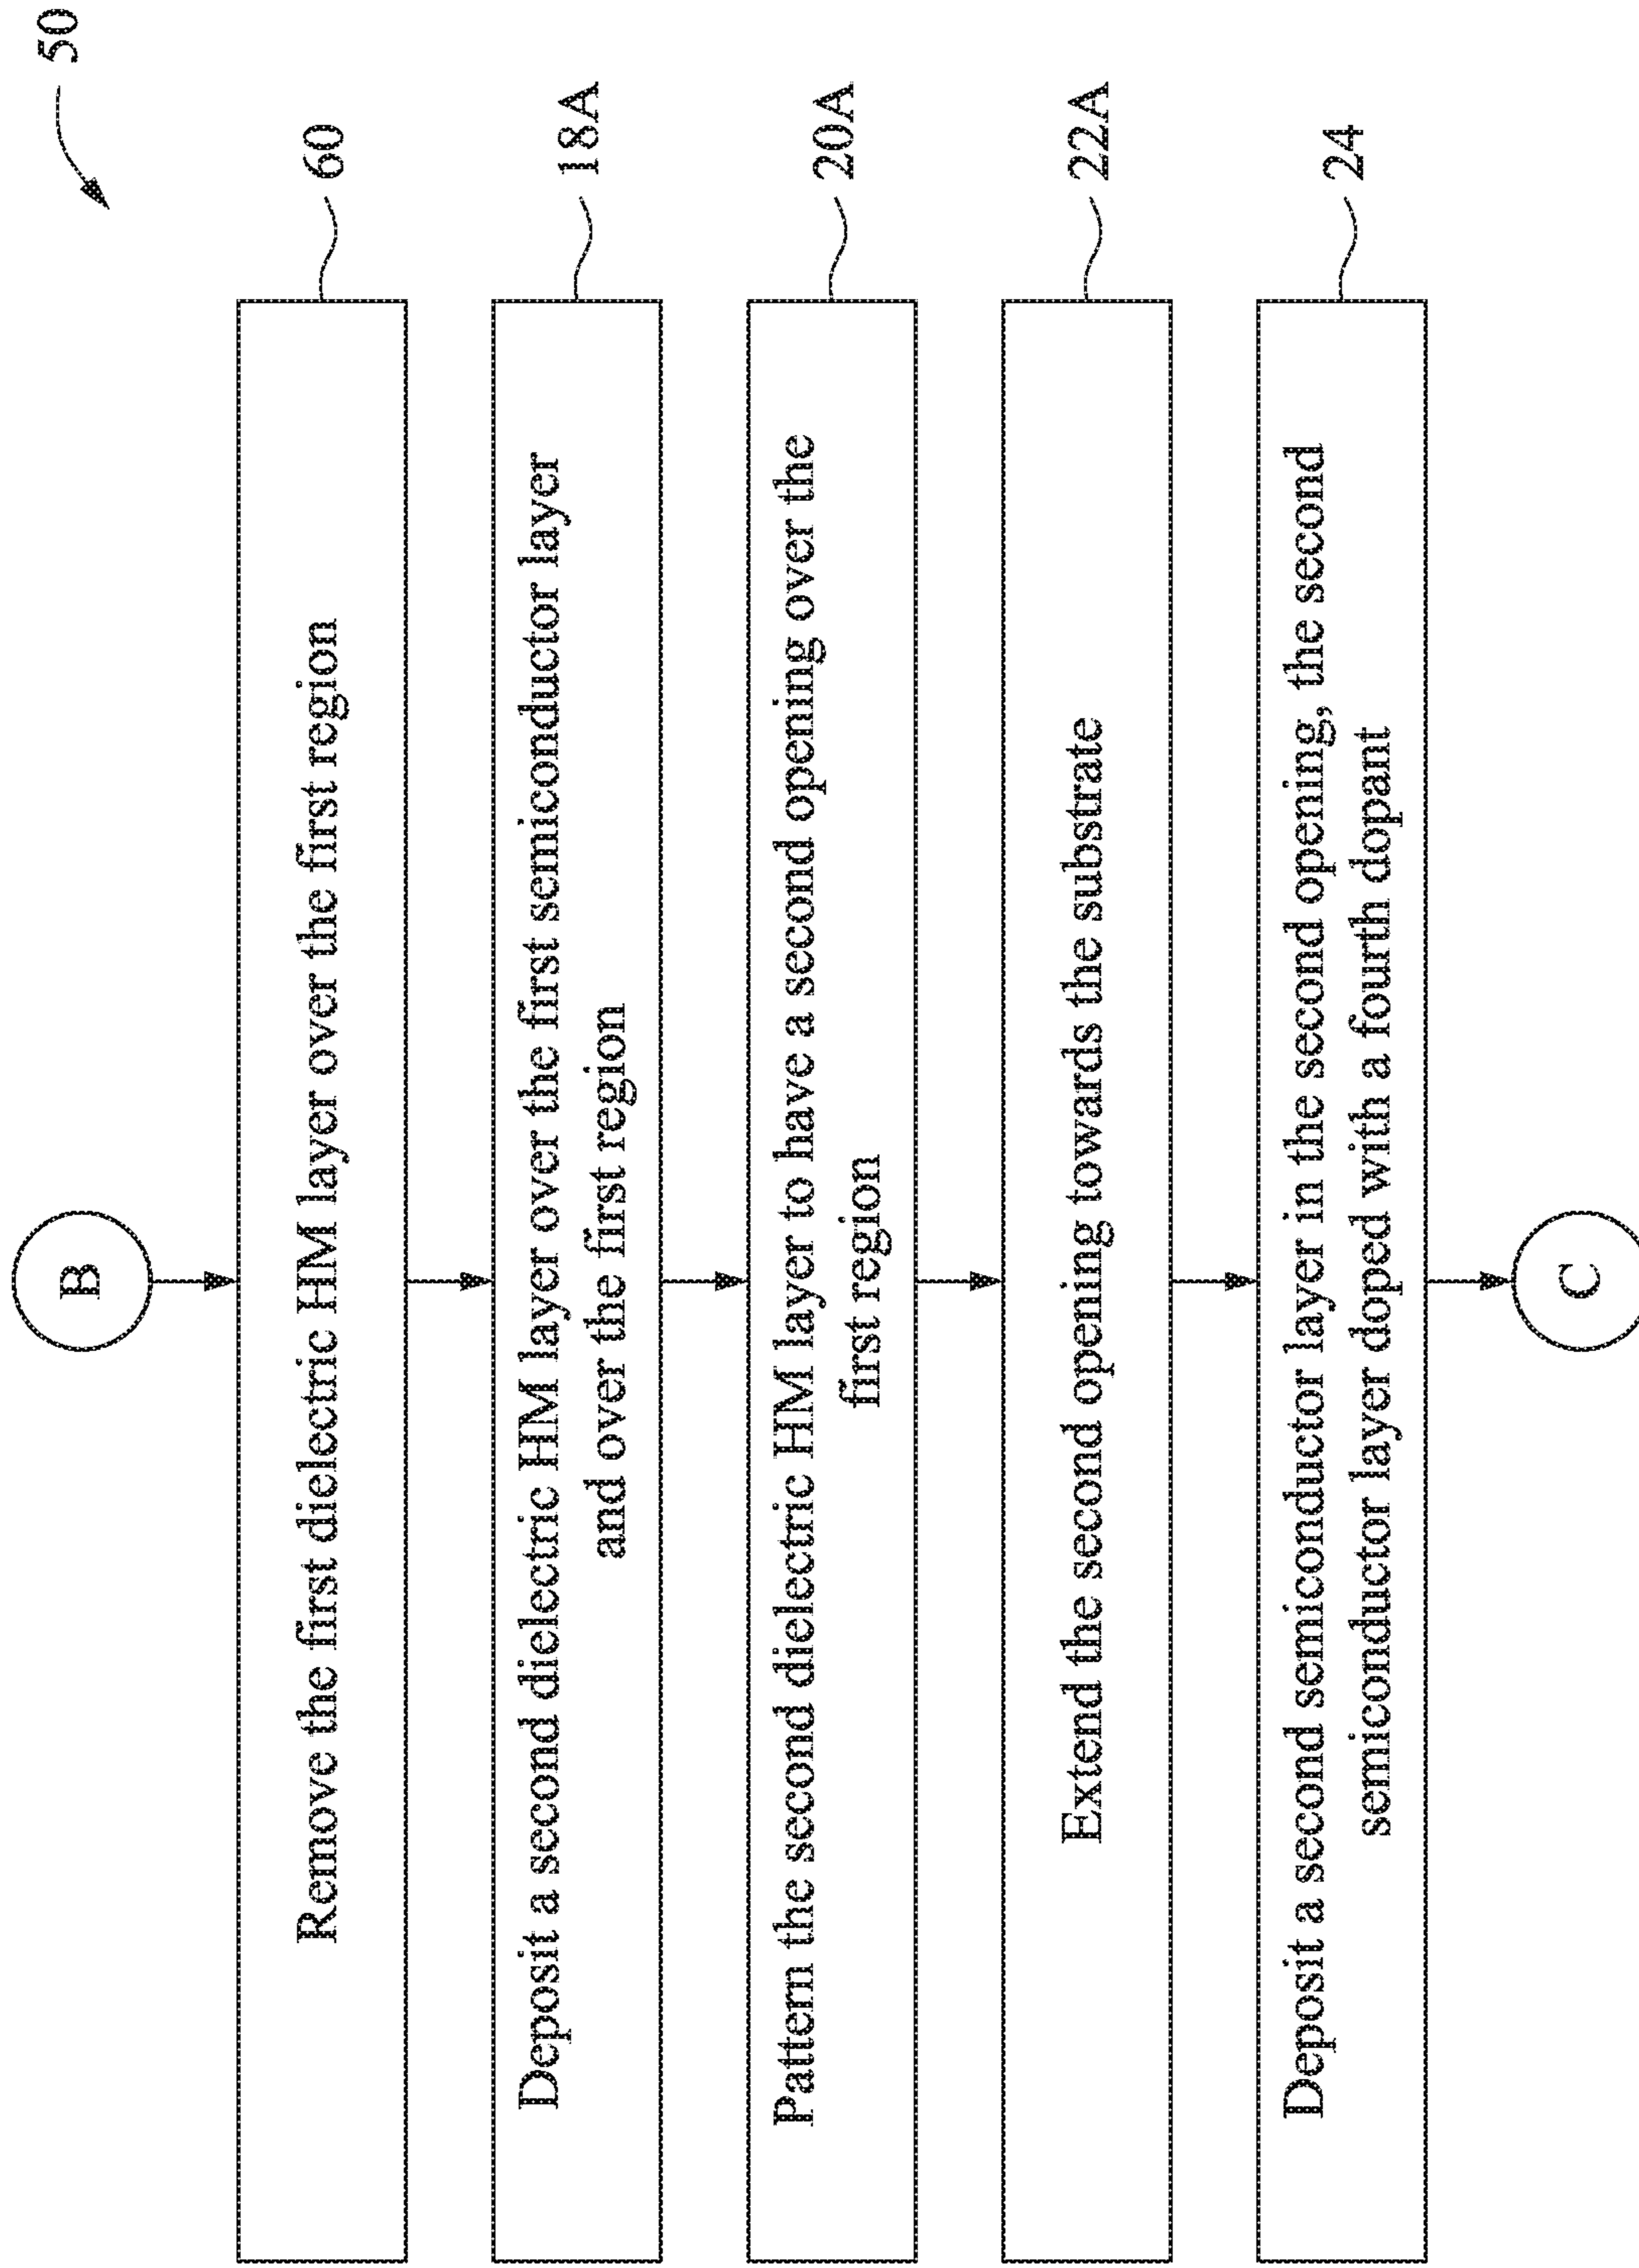 50
B
Remove the first dielectric HM layer over the first region
60
Deposit a second dielectric HM layer over the first semiconductor layer
and over the first region
18A
Pattern the second dielectric HM layer to have a second opening over the
first region
20A
Extend the second opening towards the substrate
22A
Deposit a second semiconductor layer in the second opening, the second
semiconductor layer doped with a fourth dopant
24
C